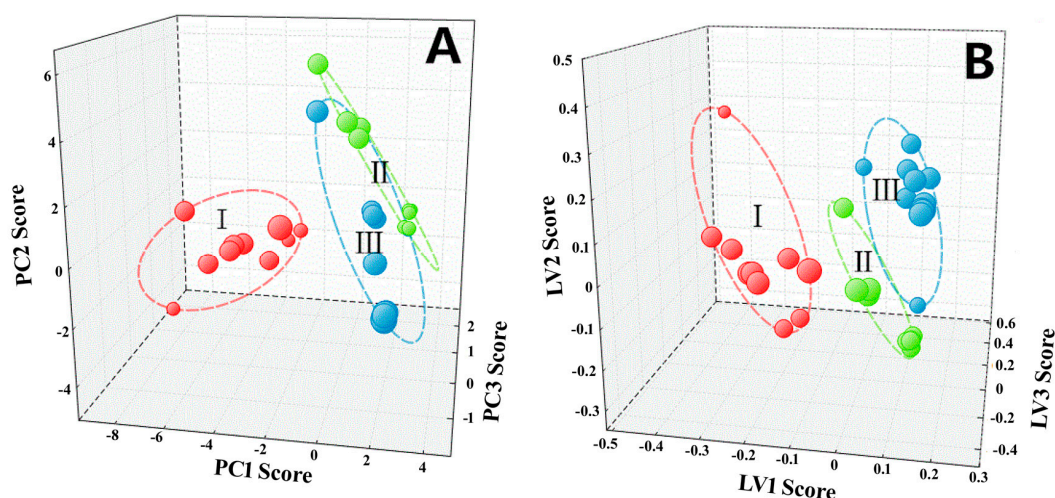 A
6
4
2
0
-2
-4
PC2 Score
I
II
III
2
1
0
-1
PC3 Score
-8
-6
-4
-2
0
2
4
PC1 Score
B
0.5
0.4
0.3
0.2
0.1
0
-0.1
-0.2
-0.3
LV2 Score
I
III
II
0.6
0.4
0.2
0
-0.2
-0.4
LV3 Score
-0.5
-0.4
-0.3
-0.2
-0.1
0
0.1
0.2
0.3
LV1 Score